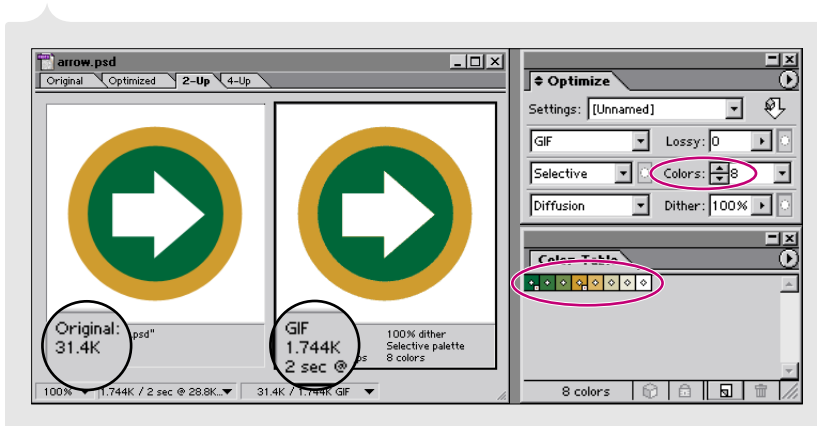 arrow.psd
Original Optimized 2-Up 4-Up
Original:
31.4K
.psd"
GIF
1.744K
2 sec @
100% dither
Selective palette
8 colors
100% 1.744K / 2 sec @ 28.8K... 31.4K / 1.744K GIF
Optimize
Settings: [Unnamed]
GIF Lossy: 0
Selective Colors: 8
Diffusion Dither: 100%
Color Table
8 colors